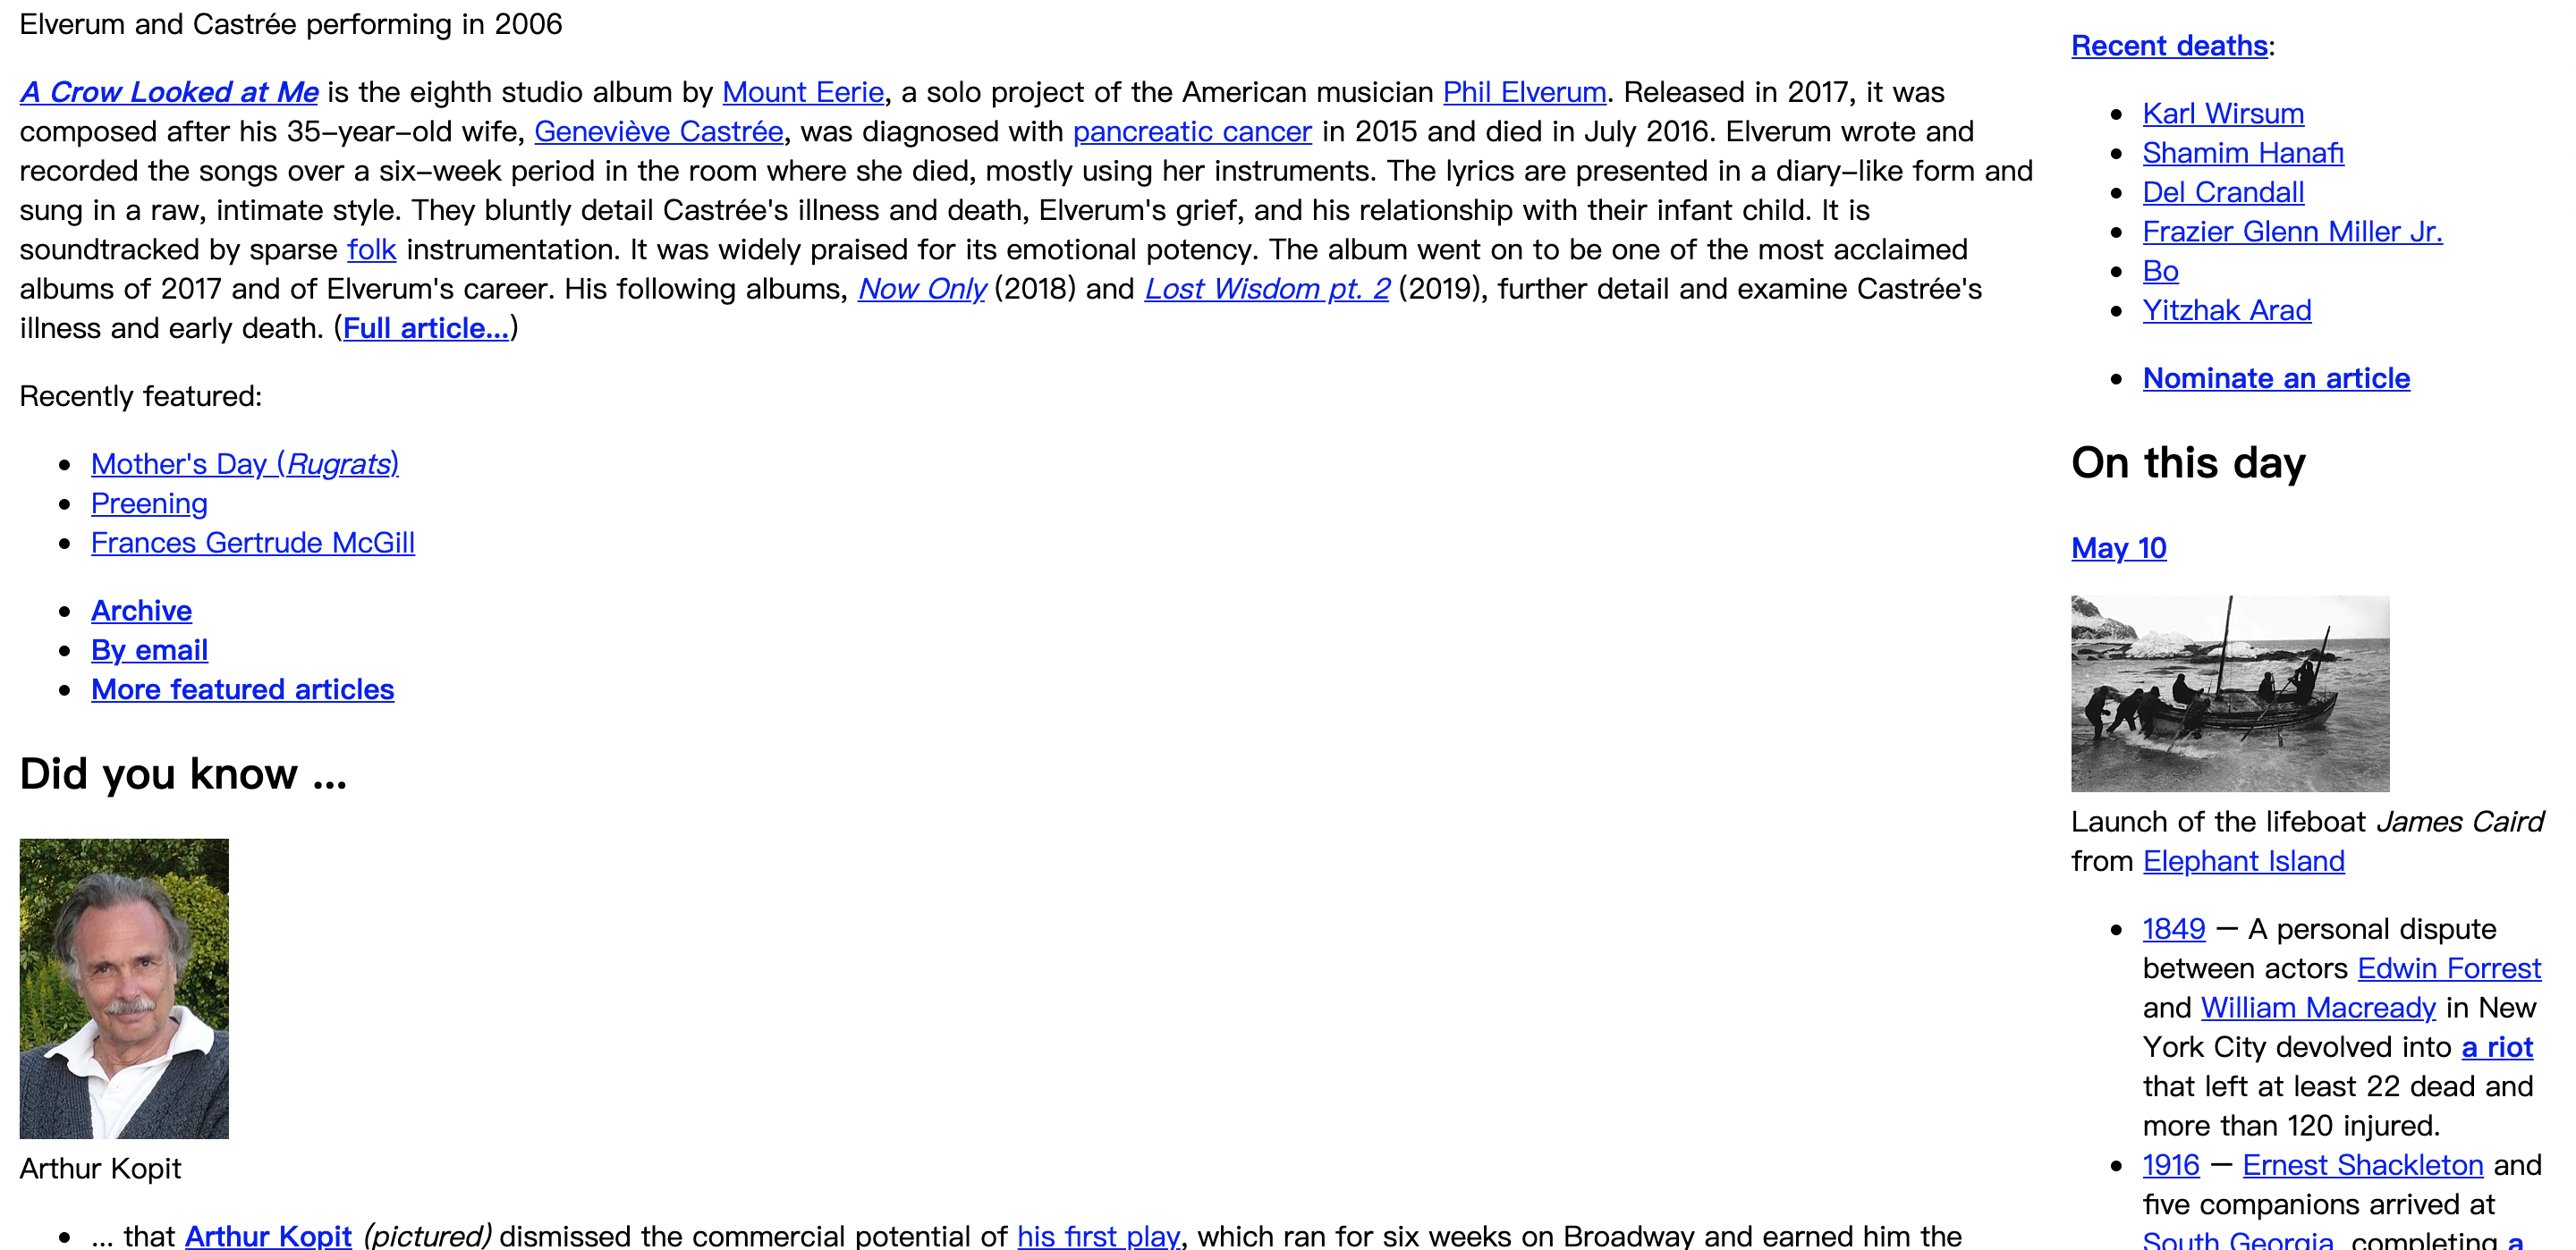 Elverum and Castrée performing in 2006
A Crow Looked at Me is the eighth studio album by Mount Eerie, a solo project of the American musician Phil Elverum. Released in 2017, it was
composed after his 35-year-old wife, Geneviève Castrée, was diagnosed with pancreatic cancer in 2015 and died in July 2016. Elverum wrote and
recorded the songs over a six-week period in the room where she died, mostly using her instruments. The lyrics are presented in a diary-like form and
sung in a raw, intimate style. They bluntly detail Castrée's illness and death, Elverum's grief, and his relationship with their infant child. It is
soundtracked by sparse folk instrumentation. It was widely praised for its emotional potency. The album went on to be one of the most acclaimed
albums of 2017 and of Elverum's career. His following albums, Now Only (2018) and Lost Wisdom pt. 2 (2019), further detail and examine Castrée's
illness and early death. (Full article...)
Recently featured:
Mother's Day (Rugrats)
Preening
Frances Gertrude McGill
Archive
By email
More featured articles
Did you know ...
Arthur Kopit
... that Arthur Kopit (pictured) dismissed the commercial potential of his first play, which ran for six weeks on Broadway and earned him the
Recent deaths:
Karl Wirsum
Shamim Hanafi
Del Crandall
Frazier Glenn Miller Jr.
Bo
Yitzhak Arad
Nominate an article
On this day
May 10
Launch of the lifeboat James Caird
from Elephant Island
1849 – A personal dispute
between actors Edwin Forrest
and William Macready in New
York City devolved into a riot
that left at least 22 dead and
more than 120 injured.
1916 – Ernest Shackleton and
five companions arrived at
South Georgia, completing a